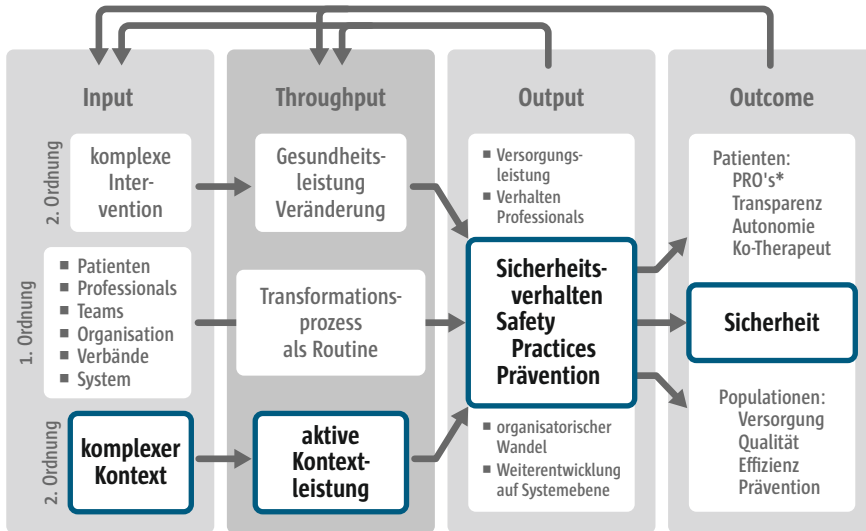 Input
Throughput
Output
Outcome
2. Ordnung
komplexe
Inter-
vention
Gesundheits-
leistung
Veränderung
■ Versorgungs-
leistung
■ Verhalten
Professionals
Patienten:
PRO's*
Transparenz
Autonomie
Ko-Therapeut
1. Ordnung
■ Patienten
■ Professionals
■ Teams
■ Organisation
■ Verbände
■ System
Transformations-
prozess
als Routine
Sicherheits-
verhalten
Safety
Practices
Prävention
Sicherheit
2. Ordnung
komplexer
Kontext
aktive
Kontext-
leistung
■ organisatorischer
Wandel
■ Weiterentwicklung
auf Systemebene
Populationen:
Versorgung
Qualität
Effizienz
Prävention